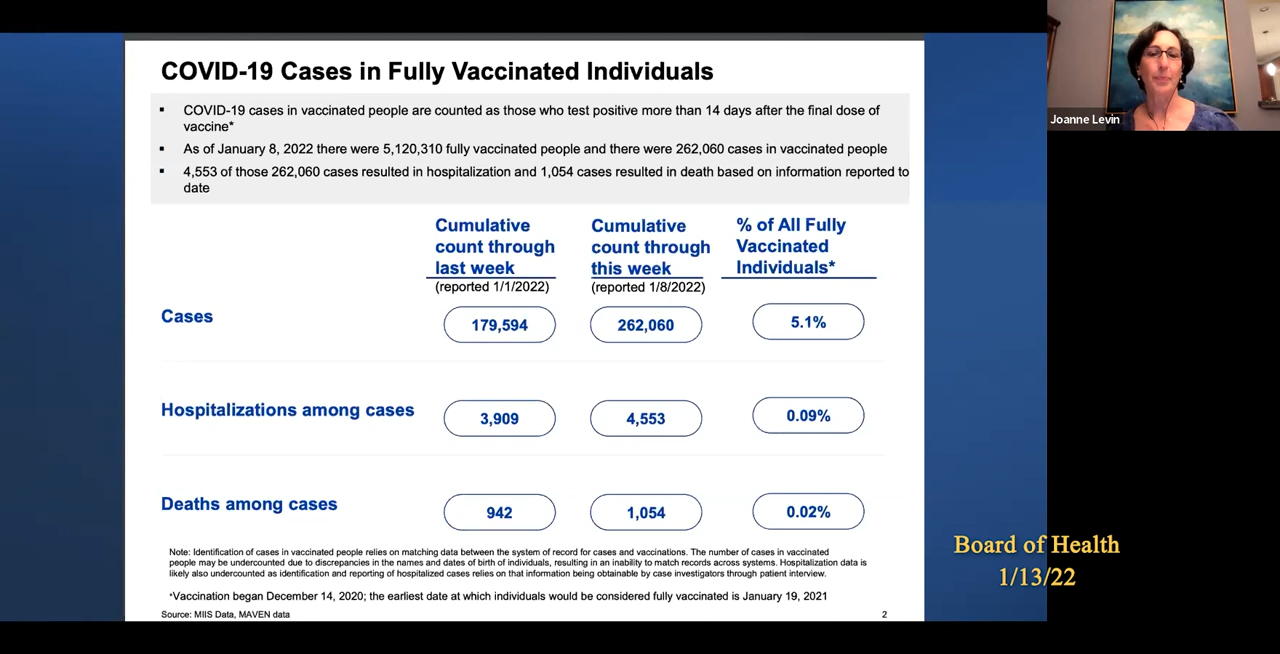 COVID-19 Cases in Fully Vaccinated Individuals
▪ COVID-19 cases in vaccinated people are counted as those who test positive more than 14 days after the final dose of
vaccine*
▪ As of January 8, 2022 there were 5,120,310 fully vaccinated people and there were 262,060 cases in vaccinated people
▪ 4,553 of those 262,060 cases resulted in hospitalization and 1,054 cases resulted in death based on information reported to
date
Cumulative
count through
last week
(reported 1/1/2022)
Cumulative
count through
this week
(reported 1/8/2022)
% of All Fully
Vaccinated
Individuals*
Cases 179,594 262,060 5.1%
Hospitalizations among cases 3,909 4,553 0.09%
Deaths among cases 942 1,054 0.02%
Note: Identification of cases in vaccinated people relies on matching data between the system of record for cases and vaccinations. The number of cases in vaccinated
people may be undercounted due to discrepancies in the names and dates of birth of individuals, resulting in an inability to match records across systems. Hospitalization data is
likely also undercounted as identification and reporting of hospitalized cases relies on that information being obtainable by case investigators through patient interview.
*Vaccination began December 14, 2020; the earliest date at which individuals would be considered fully vaccinated is January 19, 2021
Source: MIIS Data, MAVEN data
2
Joanne Levin
Board of Health
1/13/22